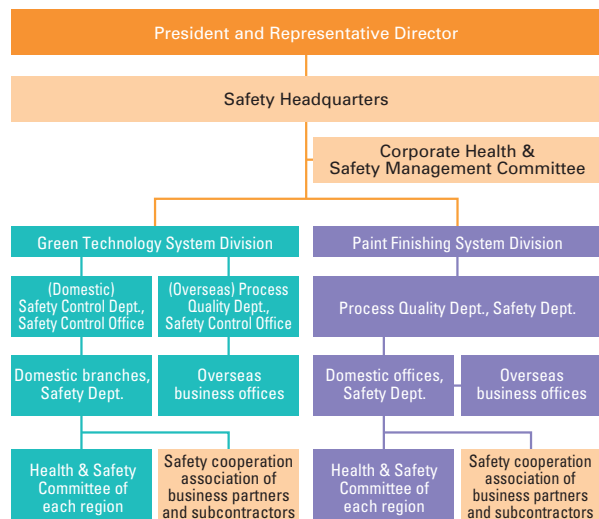 President and Representative Director
Safety Headquarters
Corporate Health &
Safety Management Committee
Green Technology System Division
Paint Finishing System Division
(Domestic)
Safety Control Dept.,
Safety Control Office
(Overseas) Process
Quality Dept.,
Safety Control Office
Process Quality Dept., Safety Dept.
Domestic branches,
Safety Dept.
Overseas
business offices
Domestic offices,
Safety Dept.
Overseas
business offices
Health & Safety
Committee of
each region
Safety cooperation
association of
business partners
and subcontractors
Health & Safety
Committee of
each region
Safety cooperation
association of
business partners
and subcontractors